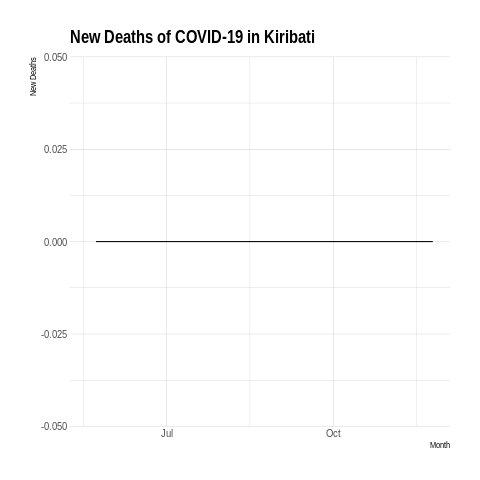 New Deaths of COVID-19 in Kiribati
New Deaths
0.050
0.025
0.000
-0.025
-0.050
Jul
Oct
Month